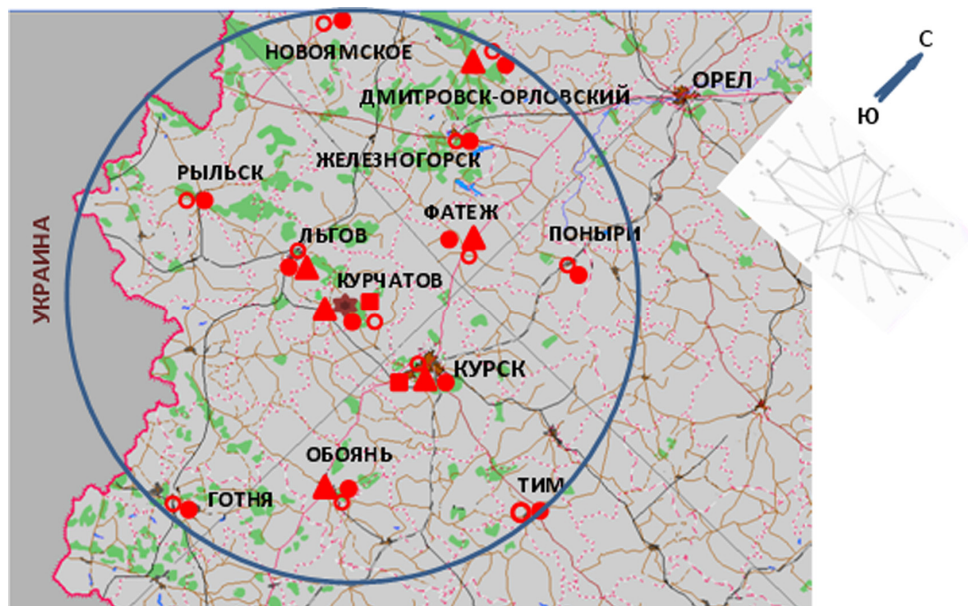 НОВОЯМСКОЕ
С
ОРЕЛ
ДМИТРОВСК-ОРЛОВСКИЙ
Ю
ЖЕЛЕЗНОГОРСК
РЫЛЬСК
ФАТЕЖ
ПОНЫРИ
ЛЬГОВ
УКРАИНА
КУРЧАТОВ
КУРСК
ОБОЯНЬ
ТИМ
ГОТНЯ